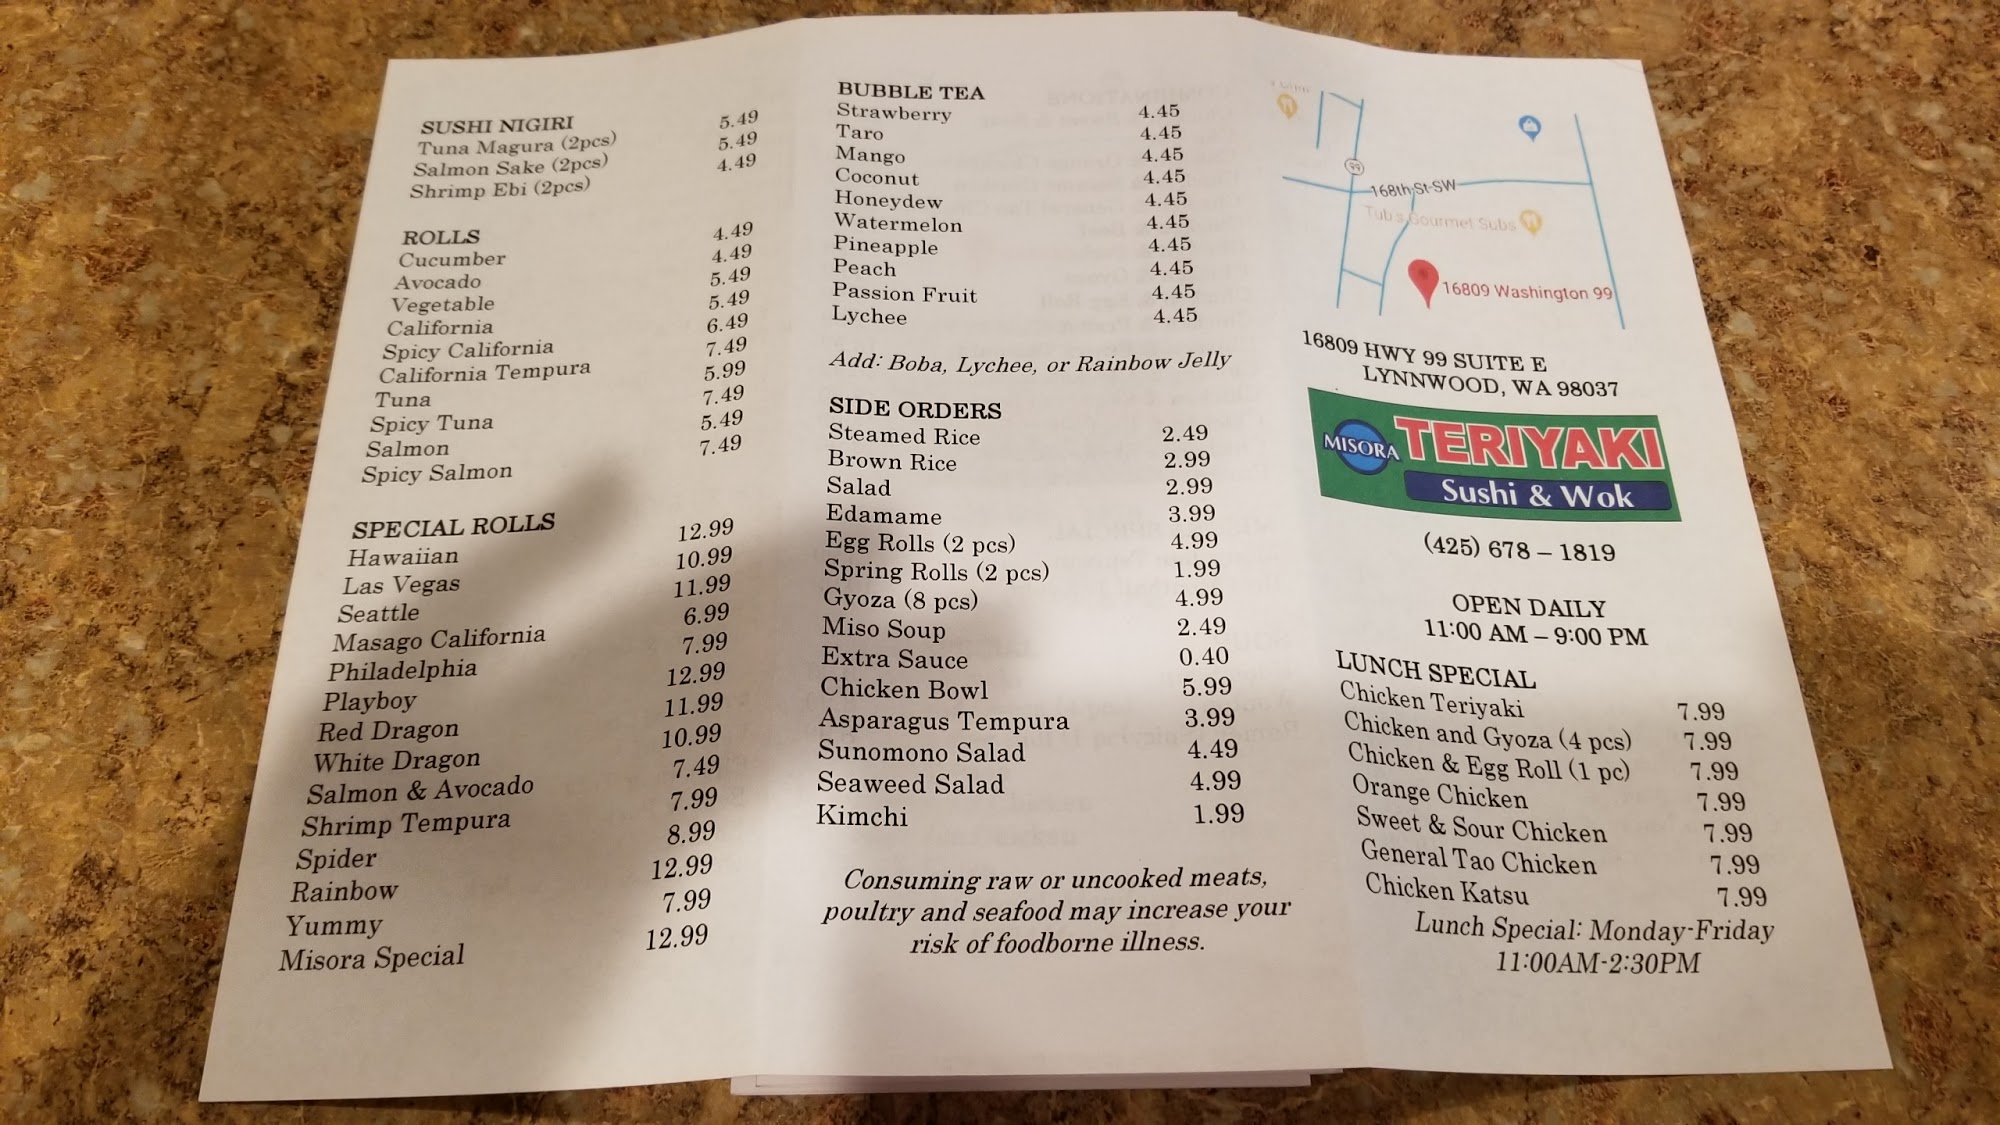 SUSHI NIGIRI
Tuna Magura (2pcs) 5.49
Salmon Sake (2pcs) 5.49
Shrimp Ebi (2pcs) 4.49
ROLLS
Cucumber 4.49
Avocado 4.49
Vegetable 5.49
California 5.49
Spicy California 6.49
California Tempura 7.49
Tuna 5.99
Spicy Tuna 7.49
Salmon 5.49
Spicy Salmon 7.49
SPECIAL ROLLS
Hawaiian 12.99
Las Vegas 10.99
Seattle 11.99
Masago California 6.99
Philadelphia 7.99
Playboy 12.99
Red Dragon 11.99
White Dragon 10.99
Salmon & Avocado 7.49
Shrimp Tempura 7.99
Spider 8.99
Rainbow 12.99
Yummy 7.99
Misora Special 12.99
BUBBLE TEA
Strawberry 4.45
Taro 4.45
Mango 4.45
Coconut 4.45
Honeydew 4.45
Watermelon 4.45
Pineapple 4.45
Peach 4.45
Passion Fruit 4.45
Lychee 4.45
Add: Boba, Lychee, or Rainbow Jelly
SIDE ORDERS
Steamed Rice 2.49
Brown Rice 2.99
Salad 2.99
Edamame 3.99
Egg Rolls (2 pcs) 4.99
Spring Rolls (2 pcs) 1.99
Gyoza (8 pcs) 4.99
Miso Soup 2.49
Extra Sauce 0.40
Chicken Bowl 5.99
Asparagus Tempura 3.99
Sunomono Salad 4.49
Seaweed Salad 4.99
Kimchi 1.99
Consuming raw or uncooked meats,
poultry and seafood may increase your
risk of foodborne illness.
99
168th St SW
Tub's Gourmet Subs
16809 Washington 99
16809 HWY 99 SUITE E
LYNNWOOD, WA 98037
MISORA TERIYAKI
Sushi & Wok
(425) 678 – 1819
OPEN DAILY
11:00 AM – 9:00 PM
LUNCH SPECIAL
Chicken Teriyaki 7.99
Chicken and Gyoza (4 pcs) 7.99
Chicken & Egg Roll (1 pc) 7.99
Orange Chicken 7.99
Sweet & Sour Chicken 7.99
General Tao Chicken 7.99
Chicken Katsu 7.99
Lunch Special: Monday-Friday
11:00AM-2:30PM